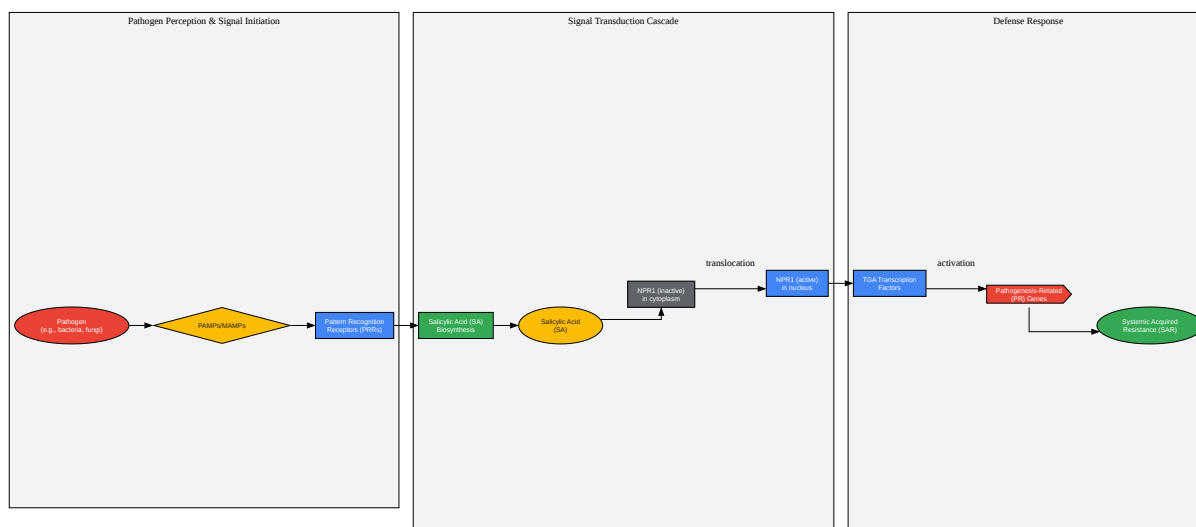 Pathogen Perception & Signal Initiation
Signal Transduction Cascade
Defense Response
Pathogen
(e.g., bacteria, fungi)
PAMPs/MAMPs
Pattern Recognition
Receptors (PRRs)
Salicylic Acid (SA)
Biosynthesis
Salicylic Acid
(SA)
NPR1 (inactive)
in cytoplasm
translocation
NPR1 (active)
in nucleus
TGA Transcription
Factors
activation
Pathogenesis-Related
(PR) Genes
Systemic Acquired
Resistance (SAR)